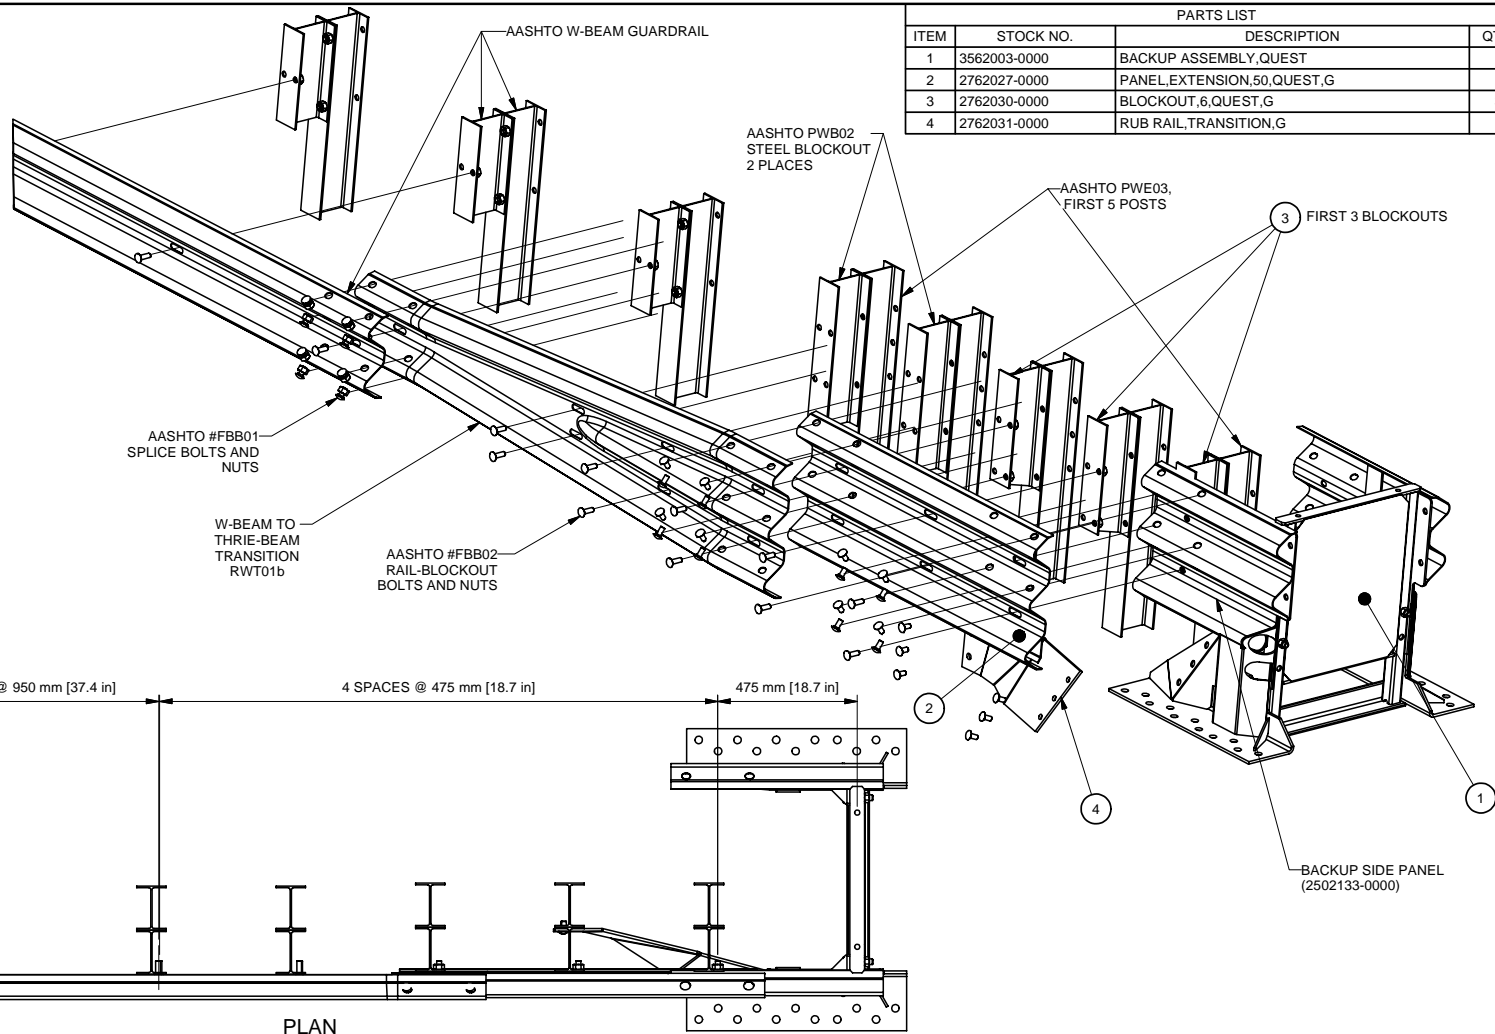 PARTS LIST
ITEM STOCK NO. DESCRIPTION
1 3562003-0000 BACKUP ASSEMBLY,QUEST
2 2762027-0000 PANEL,EXTENSION,50,QUEST,G
3 2762030-0000 BLOCKOUT,6,QUEST,G
4 2762031-0000 RUB RAIL,TRANSITION,G
AASHTO W-BEAM GUARDRAIL
AASHTO PWB02
STEEL BLOCKOUT
2 PLACES
AASHTO PWE03,
FIRST 5 POSTS
3 FIRST 3 BLOCKOUTS
AASHTO #FBB01
SPLICE BOLTS AND
NUTS
W-BEAM TO
THRIE-BEAM
TRANSITION
RWT01b
AASHTO #FBB02
RAIL-BLOCKOUT
BOLTS AND NUTS
2
4
1
BACKUP SIDE PANEL
(2502133-0000)
@ 950 mm [37.4 in]
4 SPACES @ 475 mm [18.7 in]
475 mm [18.7 in]
PLAN